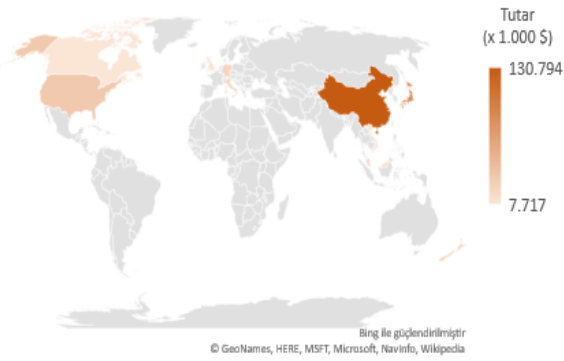 Tutar
(x 1.000 $)
130.794
7.717
Bing ile güçlendirilmiştir
© GeoNames, HERE, MSFT, Microsoft, NavInfo, Wikipedia